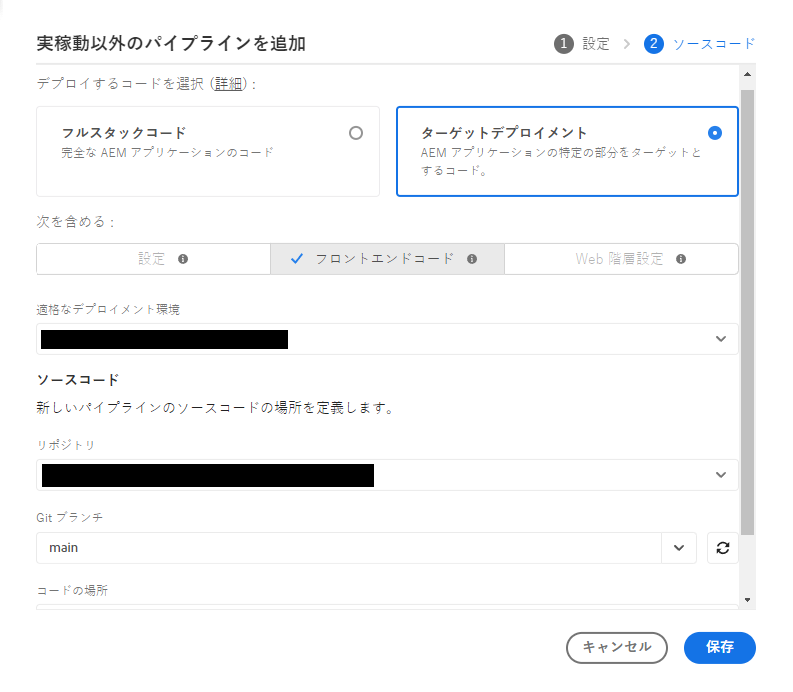 実稼動以外のパイプラインを追加
1 設定 > 2 ソースコード
デプロイするコードを選択 (詳細) :
フルスタックコード
完全な AEM アプリケーションのコード
ターゲットデプロイメント
AEM アプリケーションの特定の部分をターゲットと
するコード。
次を含める :
設定
フロントエンドコード
Web 階層設定
適格なデプロイメント環境
ソースコード
新しいパイプラインのソースコードの場所を定義します。
リポジトリ
Git ブランチ
main
コードの場所
キャンセル
保存